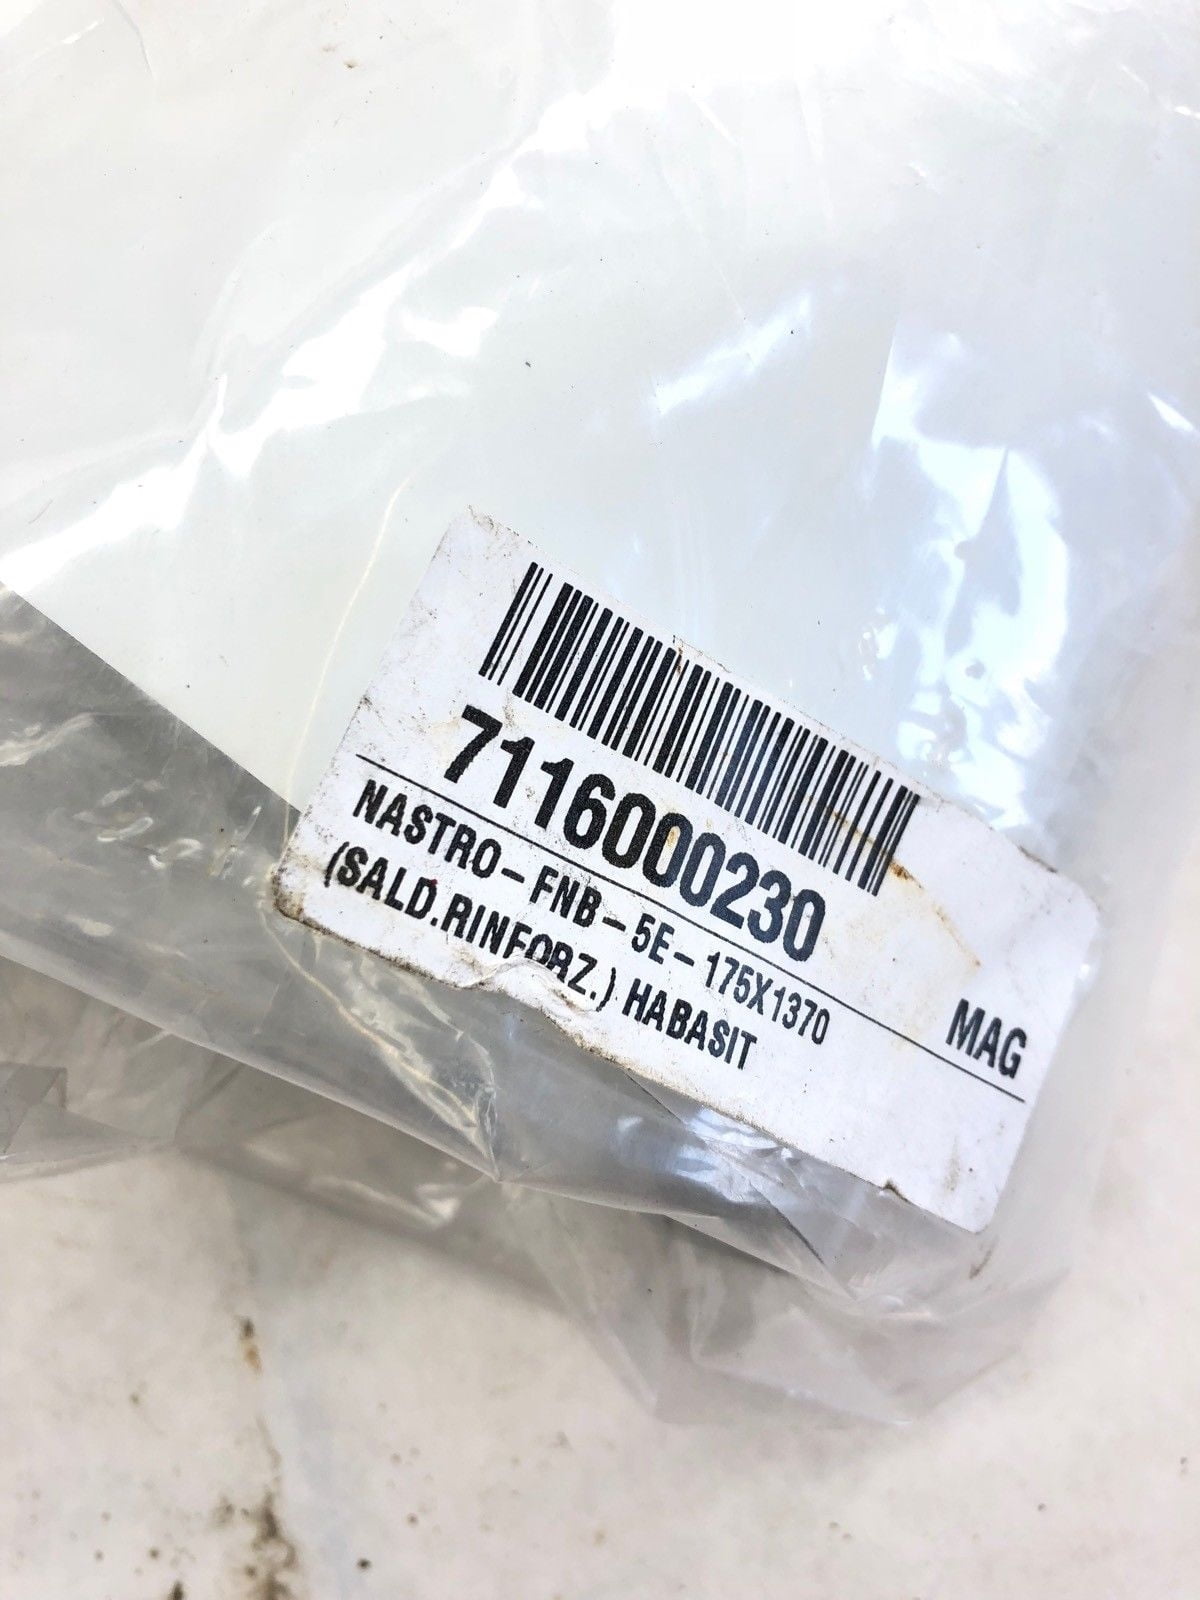 7116000230
MAG
NASTRO-FNB-5E-175X1370
(SALD.RINFORZ.) HABASIT